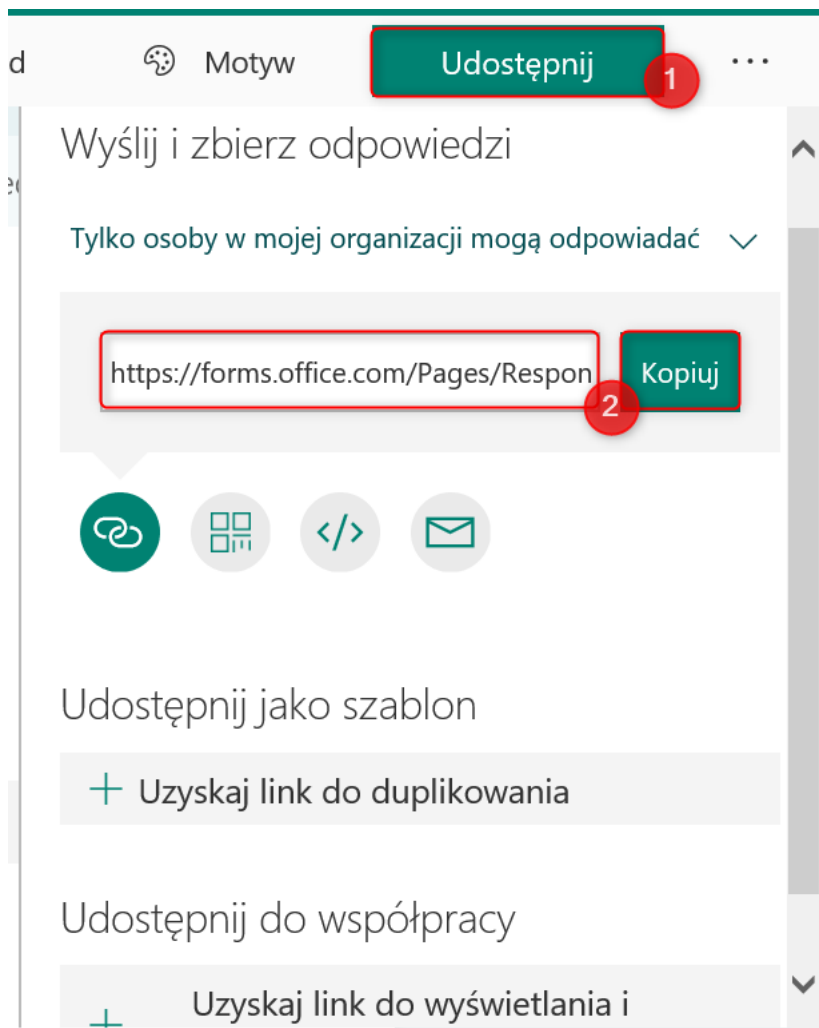 d Motyw Udostępnij ...
1
Wyślij i zbierz odpowiedzi
Tylko osoby w mojej organizacji mogą odpowiadać
https://forms.office.com/Pages/Respon Kopiuj
2
Udostępnij jako szablon
+ Uzyskaj link do duplikowania
Udostępnij do współpracy
+ Uzyskaj link do wyświetlania i